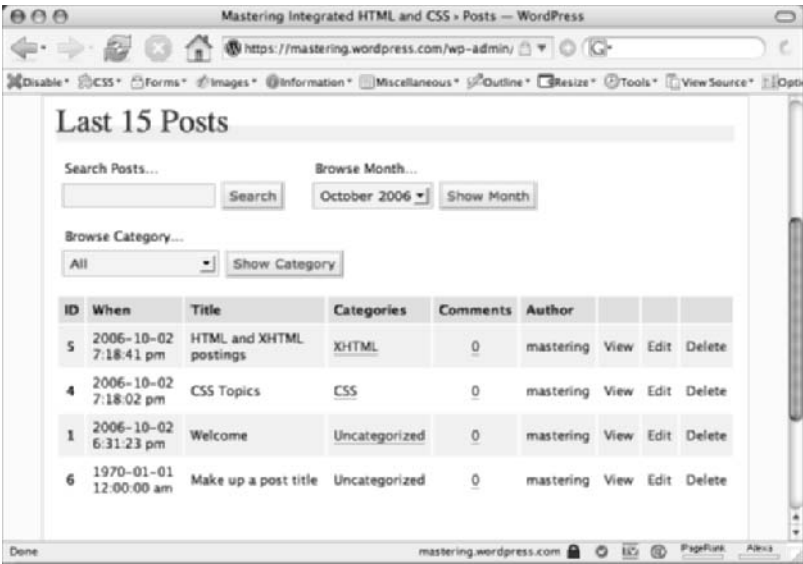 Mastering Integrated HTML and CSS › Posts — WordPress
https://mastering.wordpress.com/wp-admin/
Disable CSS Forms Images Information Miscellaneous Outline Resize Tools View Source
Last 15 Posts
Search Posts... Browse Month...
Search October 2006 Show Month
Browse Category...
All Show Category
ID When Title Categories Comments Author
5 2006-10-02 7:18:41 pm HTML and XHTML postings XHTML 0 mastering View Edit Delete
4 2006-10-02 7:18:02 pm CSS Topics CSS 0 mastering View Edit Delete
1 2006-10-02 6:31:23 pm Welcome Uncategorized 0 mastering View Edit Delete
6 1970-01-01 12:00:00 am Make up a post title Uncategorized 0 mastering View Edit Delete
Done mastering.wordpress.com PageRank Alexa